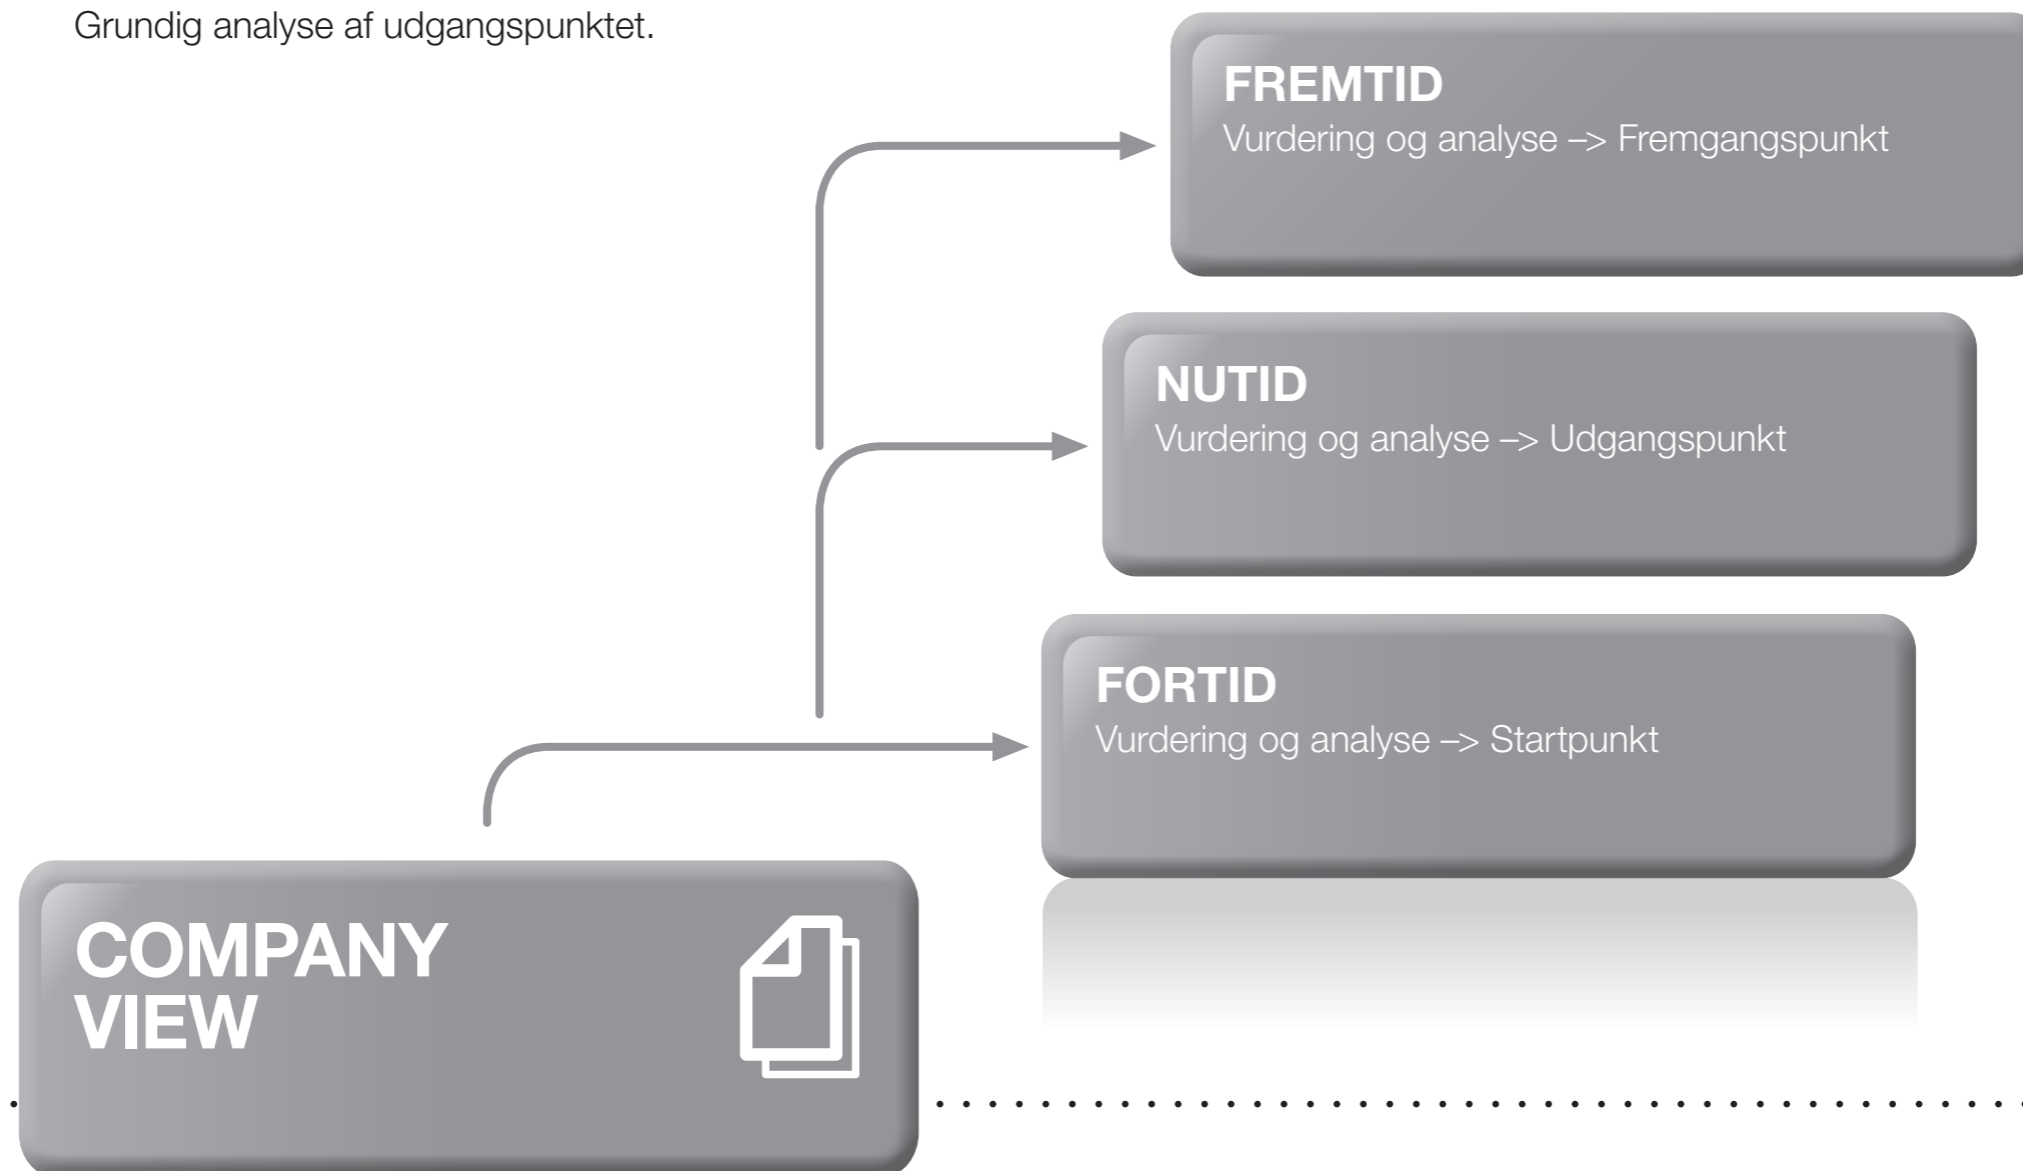 Grundig analyse af udgangspunktet.
FREMTID
Vurdering og analyse –> Fremgangspunkt
NUTID
Vurdering og analyse –> Udgangspunkt
FORTID
Vurdering og analyse –> Startpunkt
COMPANY
VIEW